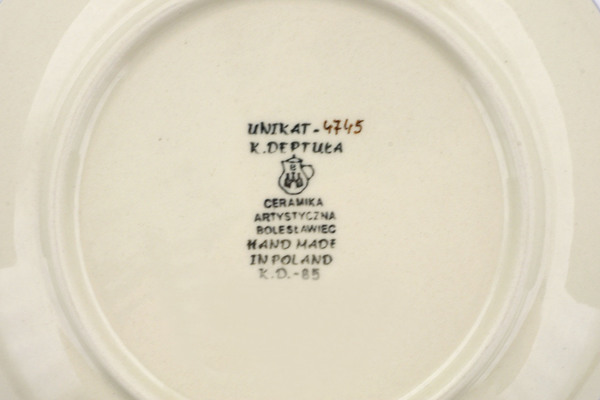 UNIKAT-4745
K.DEPTUŁA
B
CERAMIKA
ARTYSTYCZNA
BOLESŁAWIEC
HAND MADE
IN POLAND
K.D.-85